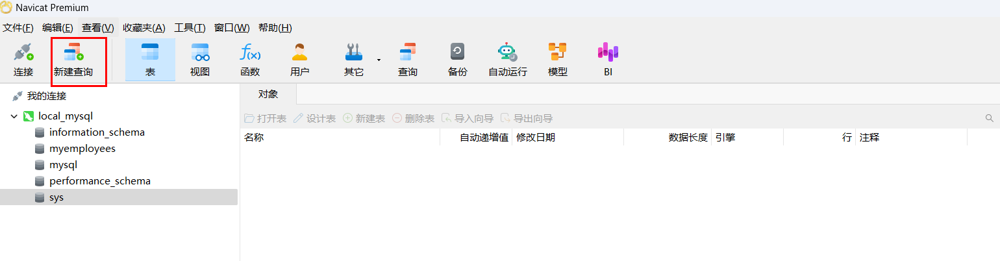 Navicat Premium
文件(F) 编辑(E) 查看(V) 收藏夹(A) 工具(T) 窗口(W) 帮助(H)
连接 新建查询 表 视图 函数 用户 其它 查询 备份 自动运行 模型 BI
我的连接
local_mysql
information_schema
myemployees
mysql
performance_schema
sys
对象
打开表 设计表 新建表 删除表 导入向导 导出向导
名称 自动递增值 修改日期 数据长度 引擎 行 注释